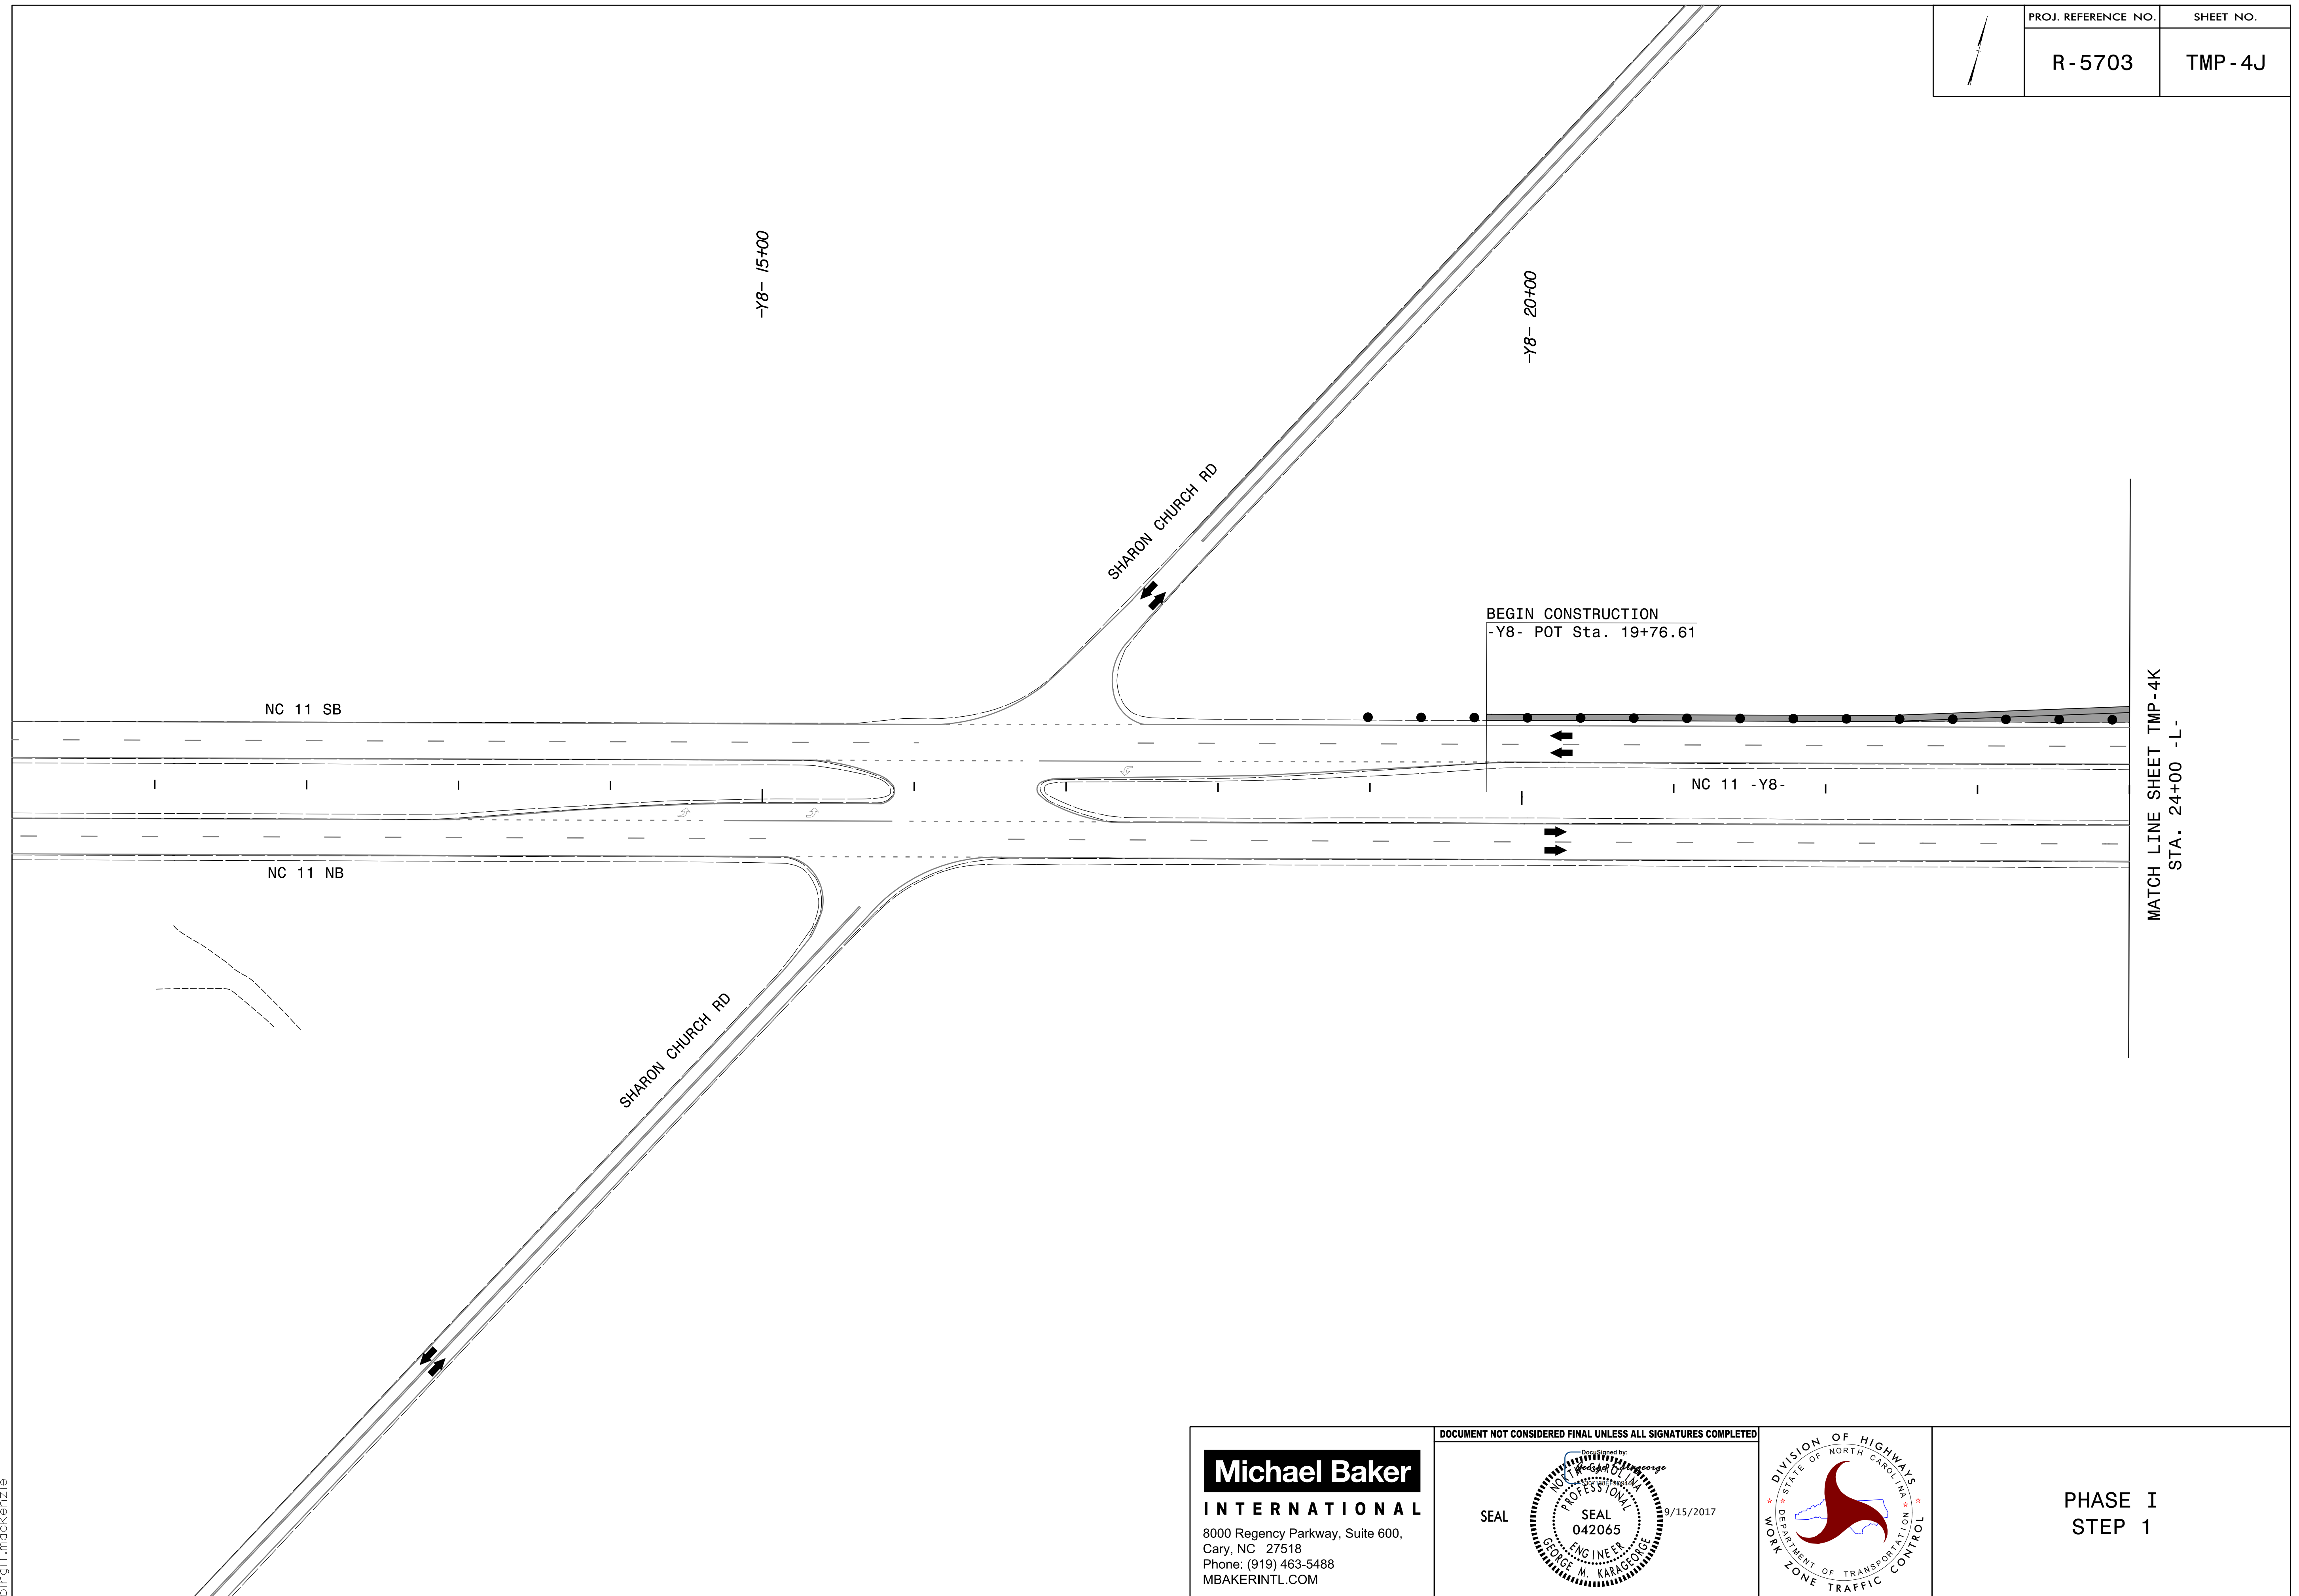 PROJ. REFERENCE NO.
SHEET NO.
R-5703
TMP-4J
-Y8- 15+00
-Y8- 20+00
SHARON CHURCH RD
BEGIN CONSTRUCTION
-Y8- POT Sta. 19+76.61
NC 11 SB
NC 11 -Y8-
NC 11 NB
MATCH LINE SHEET TMP-4K
STA. 24+00 -L-
SHARON CHURCH RD
birgit.mackenzie
Michael Baker
INTERNATIONAL
8000 Regency Parkway, Suite 600,
Cary, NC 27518
Phone: (919) 463-5488
MBAKERINTL.COM
DOCUMENT NOT CONSIDERED FINAL UNLESS ALL SIGNATURES COMPLETED
DocuSigned by:
SEAL
NORTH CAROLINA
PROFESSIONAL
SEAL
042065
ENGINEER
GEORGE M. KARAGEORGE
9/15/2017
DIVISION OF HIGHWAYS
STATE OF NORTH CAROLINA
DEPARTMENT OF TRANSPORTATION
WORK ZONE TRAFFIC CONTROL
PHASE I
STEP 1